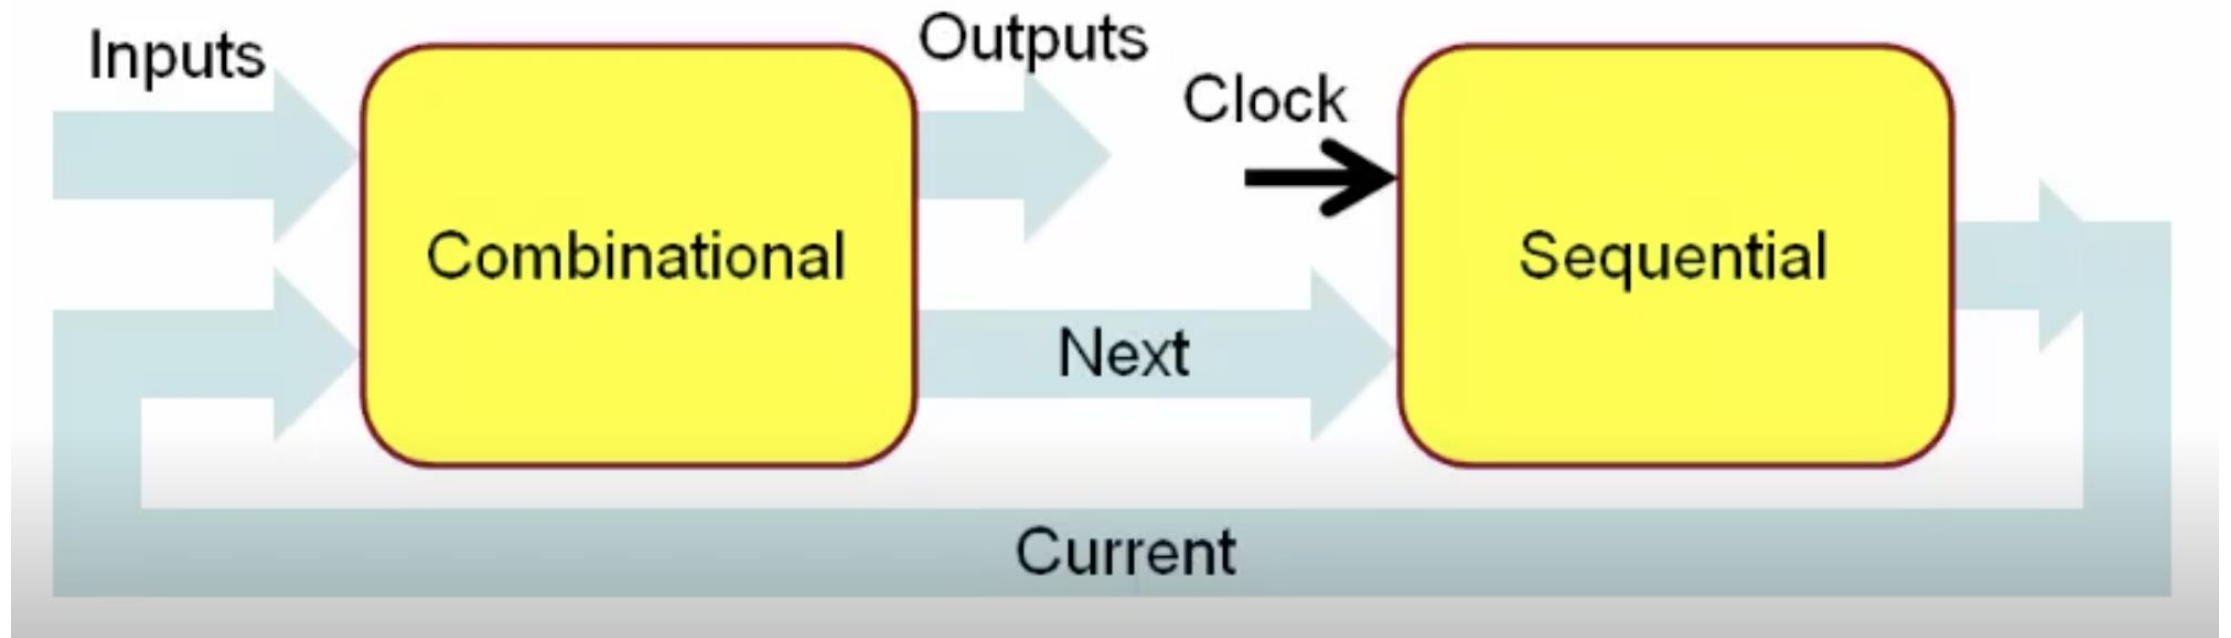 Inputs
Outputs
Clock
Combinational
Sequential
Next
Current